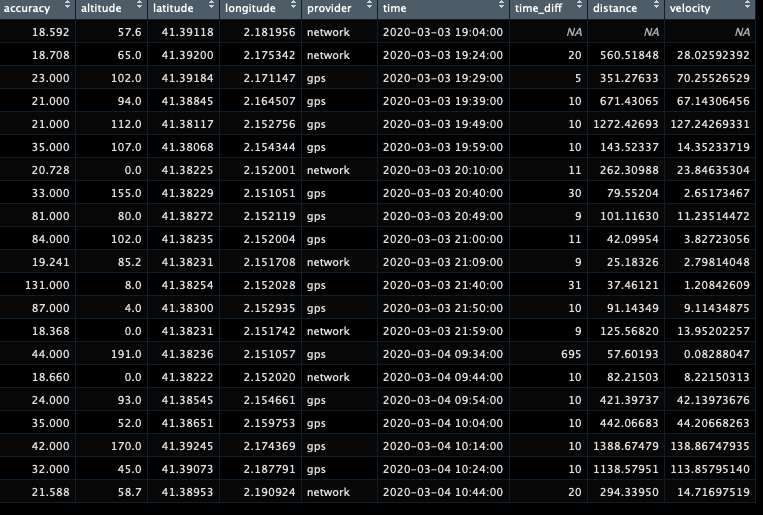 accuracy altitude latitude longitude provider time time_diff distance velocity
18.592 57.6 41.39118 2.181956 network 2020-03-03 19:04:00 NA NA NA
18.708 65.0 41.39200 2.175342 network 2020-03-03 19:24:00 20 560.51848 28.02592392
23.000 102.0 41.39184 2.171147 gps 2020-03-03 19:29:00 5 351.27633 70.25526529
21.000 94.0 41.38845 2.164507 gps 2020-03-03 19:39:00 10 671.43065 67.14306456
21.000 112.0 41.38117 2.152756 gps 2020-03-03 19:49:00 10 1272.42693 127.24269331
35.000 107.0 41.38068 2.154344 gps 2020-03-03 19:59:00 10 143.52337 14.35233719
20.728 0.0 41.38225 2.152001 network 2020-03-03 20:10:00 11 262.30988 23.84635304
33.000 155.0 41.38229 2.151051 gps 2020-03-03 20:40:00 30 79.55204 2.65173467
81.000 80.0 41.38272 2.152119 gps 2020-03-03 20:49:00 9 101.11630 11.23514472
84.000 102.0 41.38235 2.152004 gps 2020-03-03 21:00:00 11 42.09954 3.82723056
19.241 85.2 41.38231 2.151708 network 2020-03-03 21:09:00 9 25.18326 2.79814048
131.000 8.0 41.38254 2.152028 gps 2020-03-03 21:40:00 31 37.46121 1.20842609
87.000 4.0 41.38300 2.152935 gps 2020-03-03 21:50:00 10 91.14349 9.11434875
18.368 0.0 41.38231 2.151742 network 2020-03-03 21:59:00 9 125.56820 13.95202257
44.000 191.0 41.38236 2.151057 gps 2020-03-04 09:34:00 695 57.60193 0.08288047
18.660 0.0 41.38222 2.152020 network 2020-03-04 09:44:00 10 82.21503 8.22150313
24.000 93.0 41.38545 2.154661 gps 2020-03-04 09:54:00 10 421.39737 42.13973676
35.000 52.0 41.38651 2.159753 gps 2020-03-04 10:04:00 10 442.06683 44.20668263
42.000 170.0 41.39245 2.174369 gps 2020-03-04 10:14:00 10 1388.67479 138.86747935
32.000 45.0 41.39073 2.187791 gps 2020-03-04 10:24:00 10 1138.57951 113.85795140
21.588 58.7 41.38953 2.190924 network 2020-03-04 10:44:00 20 294.33950 14.71697519